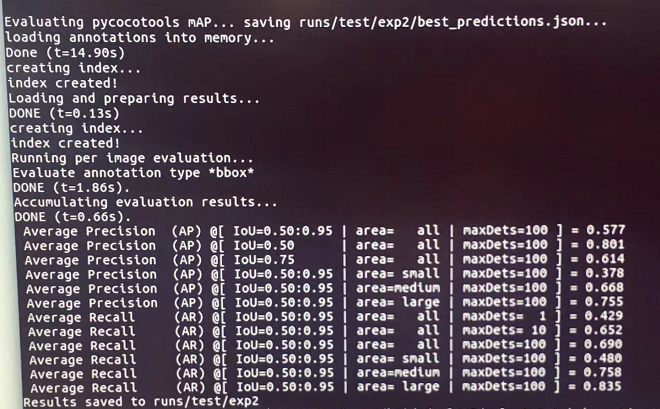 Evaluating pycocotools mAP... saving runs/test/exp2/best_predictions.json...
loading annotations into memory...
Done (t=14.90s)
creating index...
index created!
Loading and preparing results...
DONE (t=0.13s)
creating index...
index created!
Running per image evaluation...
Evaluate annotation type *bbox*
DONE (t=1.86s).
Accumulating evaluation results...
DONE (t=0.66s).
Average Precision  (AP) @[ IoU=0.50:0.95 | area=   all | maxDets=100 ] = 0.577
Average Precision  (AP) @[ IoU=0.50      | area=   all | maxDets=100 ] = 0.801
Average Precision  (AP) @[ IoU=0.75      | area=   all | maxDets=100 ] = 0.614
Average Precision  (AP) @[ IoU=0.50:0.95 | area= small | maxDets=100 ] = 0.378
Average Precision  (AP) @[ IoU=0.50:0.95 | area=medium | maxDets=100 ] = 0.668
Average Precision  (AP) @[ IoU=0.50:0.95 | area= large | maxDets=100 ] = 0.755
Average Recall     (AR) @[ IoU=0.50:0.95 | area=   all | maxDets=  1 ] = 0.429
Average Recall     (AR) @[ IoU=0.50:0.95 | area=   all | maxDets= 10 ] = 0.652
Average Recall     (AR) @[ IoU=0.50:0.95 | area=   all | maxDets=100 ] = 0.690
Average Recall     (AR) @[ IoU=0.50:0.95 | area= small | maxDets=100 ] = 0.480
Average Recall     (AR) @[ IoU=0.50:0.95 | area=medium | maxDets=100 ] = 0.758
Average Recall     (AR) @[ IoU=0.50:0.95 | area= large | maxDets=100 ] = 0.835
Results saved to runs/test/exp2